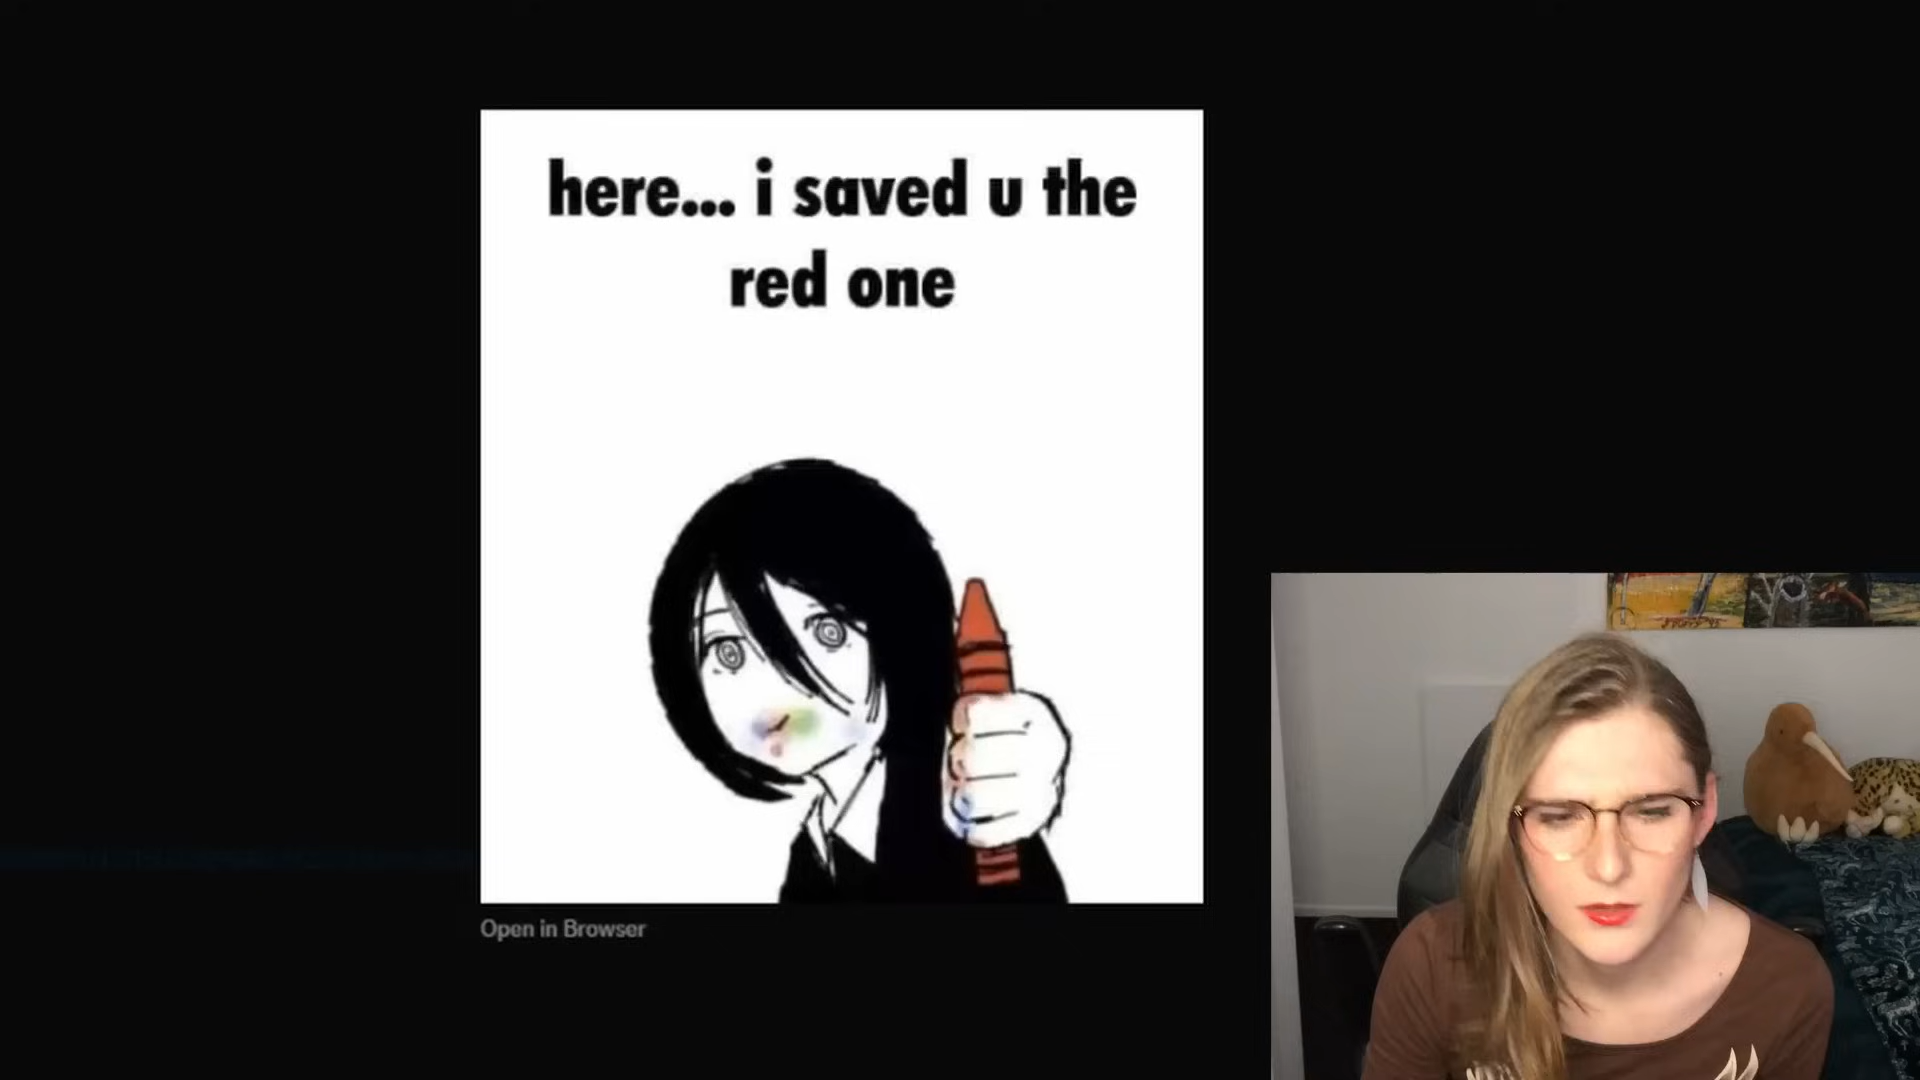 here... i saved u the
red one
Open in Browser